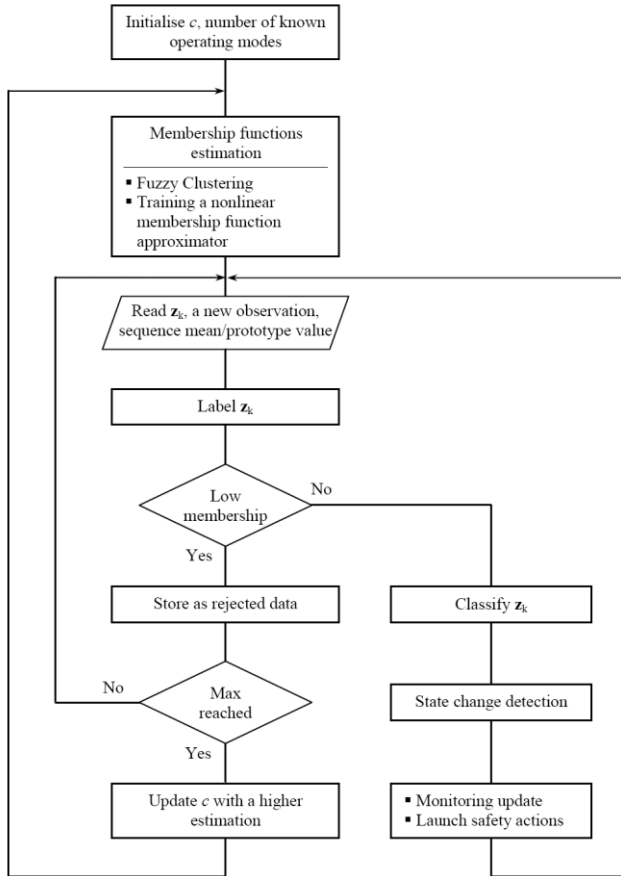 Initialise c, number of known
operating modes
Membership functions
estimation
▪ Fuzzy Clustering
▪ Training a nonlinear
membership function
approximator
Read zk, a new observation,
sequence mean/prototype value
Label zk
Low
membership
No
Yes
Store as rejected data
Classify zk
No
Max
reached
State change detection
Yes
Update c with a higher
estimation
▪ Monitoring update
▪ Launch safety actions